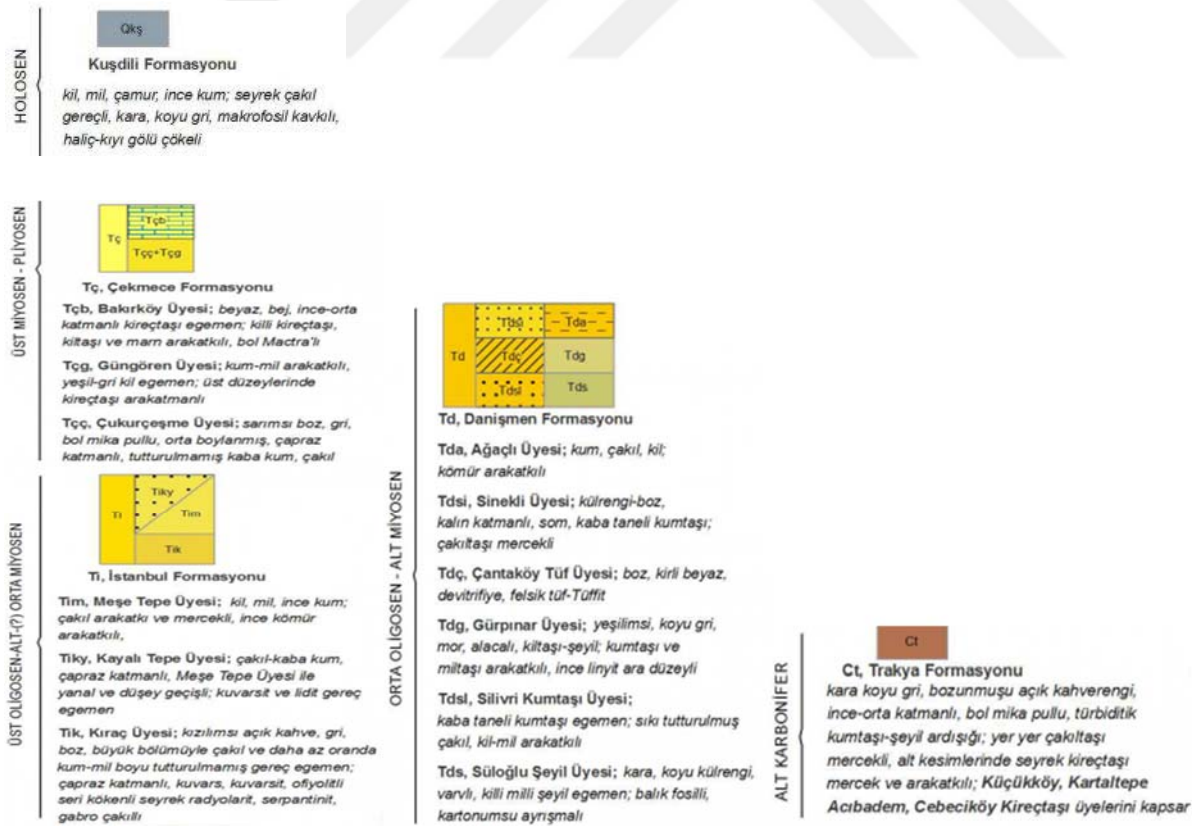 HOLOSEN
Qkş
Kuşdili Formasyonu
kil, mil, çamur, ince kum; seyrek çakıl
gereçli, kara, koyu gri, makrofosil kavkılı,
haliç-kıyı gölü çökeli
ÜST MİYOSEN - PLİYOSEN
Tç
Tçb
Tçç+Tçg
Tç, Çekmece Formasyonu
Tçb, Bakırköy Üyesi; beyaz, bej, ince-orta
katmanlı kireçtaşı egemen; killi kireçtaşı,
kiltaşı ve marn arakatkılı, bol Mactra'lı
Tçg, Güngören Üyesi; kum-mil arakatkılı,
yeşil-gri kil egemen; üst düzeylerinde
kireçtaşı arakatmanlı
Tçç, Çukurçeşme Üyesi; sarımsı boz, gri,
bol mika pullu, orta boylanmış, çapraz
katmanlı, tutturulmamış kaba kum, çakıl
ÜST OLİGOSEN-ALT-(?) ORTA MİYOSEN
Ti
Tiky
Tim
Tik
Ti, İstanbul Formasyonu
Tim, Meşe Tepe Üyesi; kil, mil, ince kum;
çakıl arakatkı ve mercekli, ince kömür
arakatkılı,
Tiky, Kayalı Tepe Üyesi; çakıl-kaba kum,
çapraz katmanlı, Meşe Tepe Üyesi ile
yanal ve düşey geçişli; kuvarsit ve lidit gereç
egemen
Tik, Kıraç Üyesi; kızılımsı açık kahve, gri,
boz, büyük bölümüyle çakıl ve daha az oranda
kum-mil boyu tutturulmamış gereç egemen;
çapraz katmanlı, kuvars, kuvarsit, ofiyolitli
seri kökenli seyrek radyolarit, serpantinit,
gabro çakıllı
ORTA OLİGOSEN - ALT MİYOSEN
Td
Tdsü
Tda
Tdç
Tdg
Tdsi
Tds
Td, Danişmen Formasyonu
Tda, Ağaçlı Üyesi; kum, çakıl, kil;
kömür arakatkılı
Tdsi, Sinekli Üyesi; külrengi-boz,
kalın katmanlı, som, kaba taneli kumtaşı;
çakıltaşı mercekli
Tdç, Çantaköy Tüf Üyesi; boz, kirli beyaz,
devitrifiye, felsik tüf-Tüffit
Tdg, Gürpınar Üyesi; yeşilimsi, koyu gri,
mor, alacalı, kiltaşı-şeyil; kumtaşı ve
miltaşı arakatkılı, ince linyit ara düzeyli
Tdsl, Silivri Kumtaşı Üyesi;
kaba taneli kumtaşı egemen; sıkı tutturulmuş
çakıl, kil-mil arakatkılı
Tds, Süloğlu Şeyil Üyesi; kara, koyu külrengi,
varvlı, killi milli şeyil egemen; balık fosilli,
kartonumsu ayrışmalı
ALT KARBONİFER
Ct
Ct, Trakya Formasyonu
kara koyu gri, bozunmuşu açık kahverengi,
ince-orta katmanlı, bol mika pullu, türbiditik
kumtaşı-şeyil ardışığı; yer yer çakıltaşı
mercekli, alt kesimlerinde seyrek kireçtaşı
mercek ve arakatkılı; Küçükköy, Kartaltepe
Acıbadem, Cebeciköy Kireçtaşı üyelerini kapsar